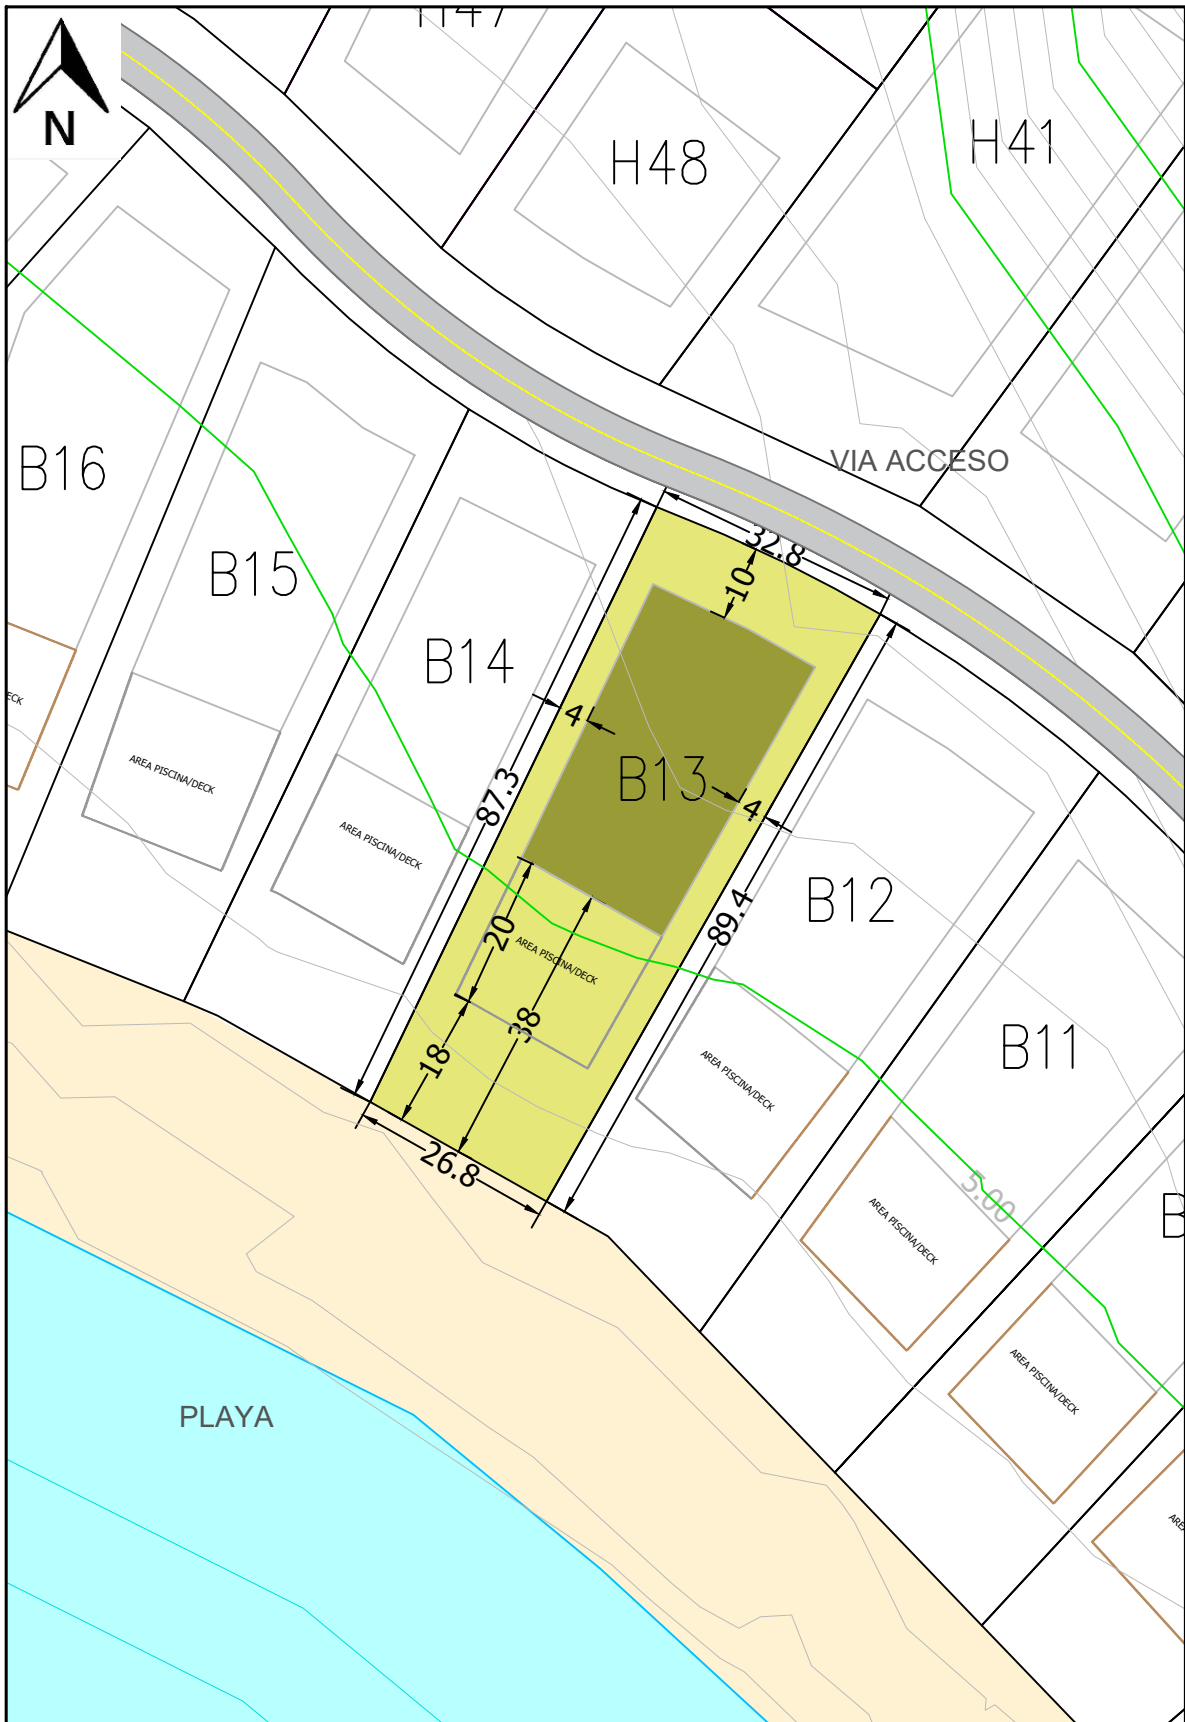 N
H48
H41
VIA ACCESO
B16
B15
B14
32.8
10
4
B13
4
87.3
89.4
B12
AREA PISCINA/DECK
AREA PISCINA/DECK
20
AREA PISCINA/DECK
38
18
26.8
AREA PISCINA/DECK
B11
5.00
AREA PISCINA/DECK
AREA PISCINA/DECK
PLAYA